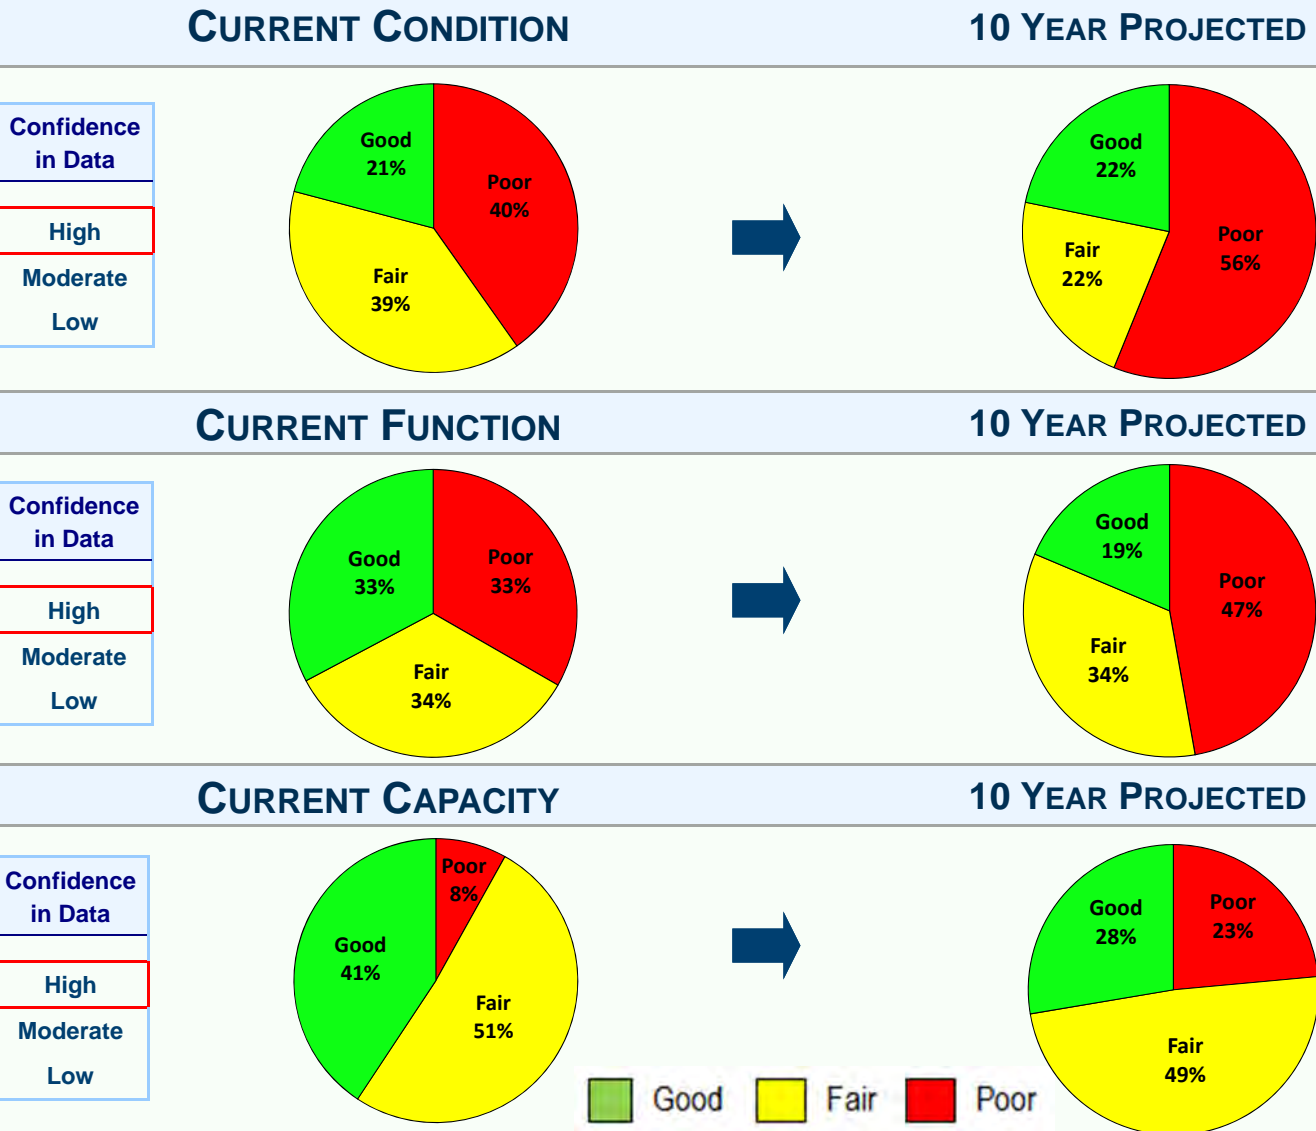 CURRENT CONDITION
10 YEAR PROJECTED
Confidence
in Data
High
Moderate
Low
Good
21%
Poor
40%
Fair
39%
Good
22%
Poor
56%
Fair
22%
CURRENT FUNCTION
10 YEAR PROJECTED
Confidence
in Data
High
Moderate
Low
Good
33%
Poor
33%
Fair
34%
Good
19%
Poor
47%
Fair
34%
CURRENT CAPACITY
10 YEAR PROJECTED
Confidence
in Data
High
Moderate
Low
Poor
8%
Good
41%
Fair
51%
Good
28%
Poor
23%
Fair
49%
Good Fair Poor